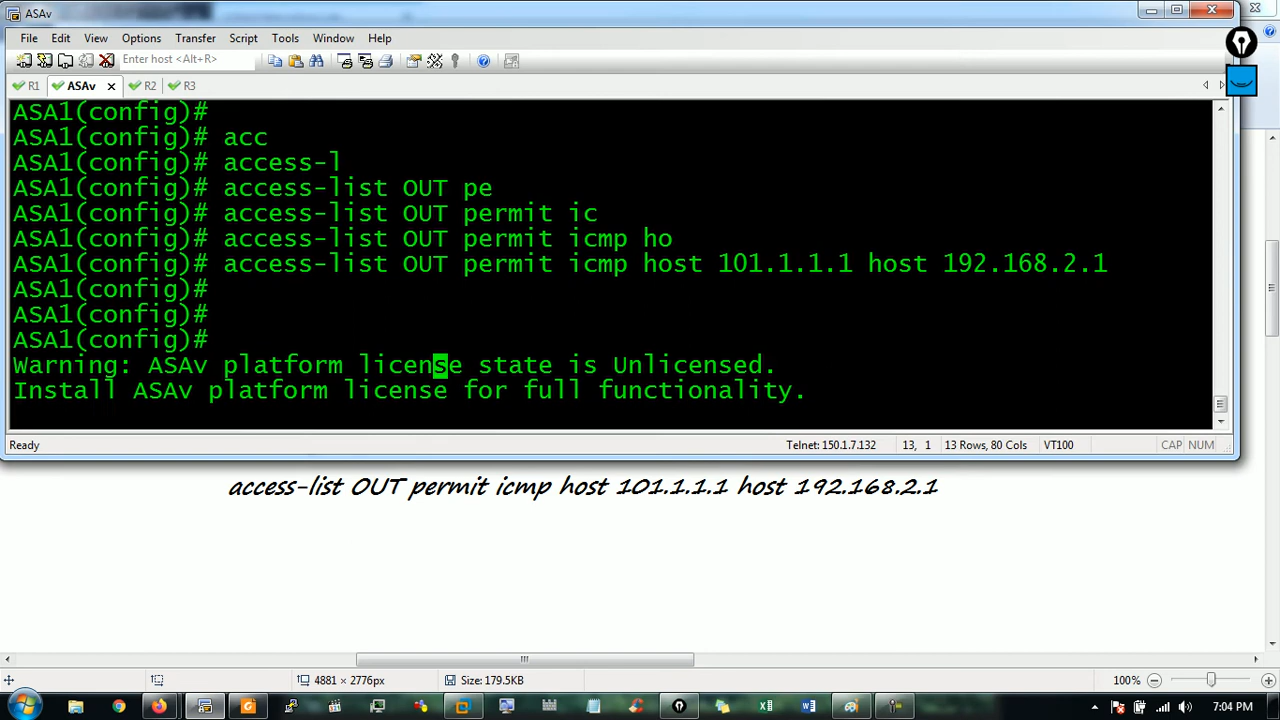 ASAv
File Edit View Options Transfer Script Tools Window Help
Enter host <Alt+R>
R1 ASAv R2 R3
ASA1(config)#
ASA1(config)# acc
ASA1(config)# access-l
ASA1(config)# access-list OUT pe
ASA1(config)# access-list OUT permit ic
ASA1(config)# access-list OUT permit icmp ho
ASA1(config)# access-list OUT permit icmp host 101.1.1.1 host 192.168.2.1
ASA1(config)#
ASA1(config)#
ASA1(config)#
Warning: ASAv platform license state is Unlicensed.
Install ASAv platform license for full functionality.
Ready Telnet: 150.1.7.132 13, 1 13 Rows, 80 Cols VT100 CAP NUM
access-list OUT permit icmp host 101.1.1.1 host 192.168.2.1
4881 × 2776px Size: 179.5KB 100%
7:04 PM